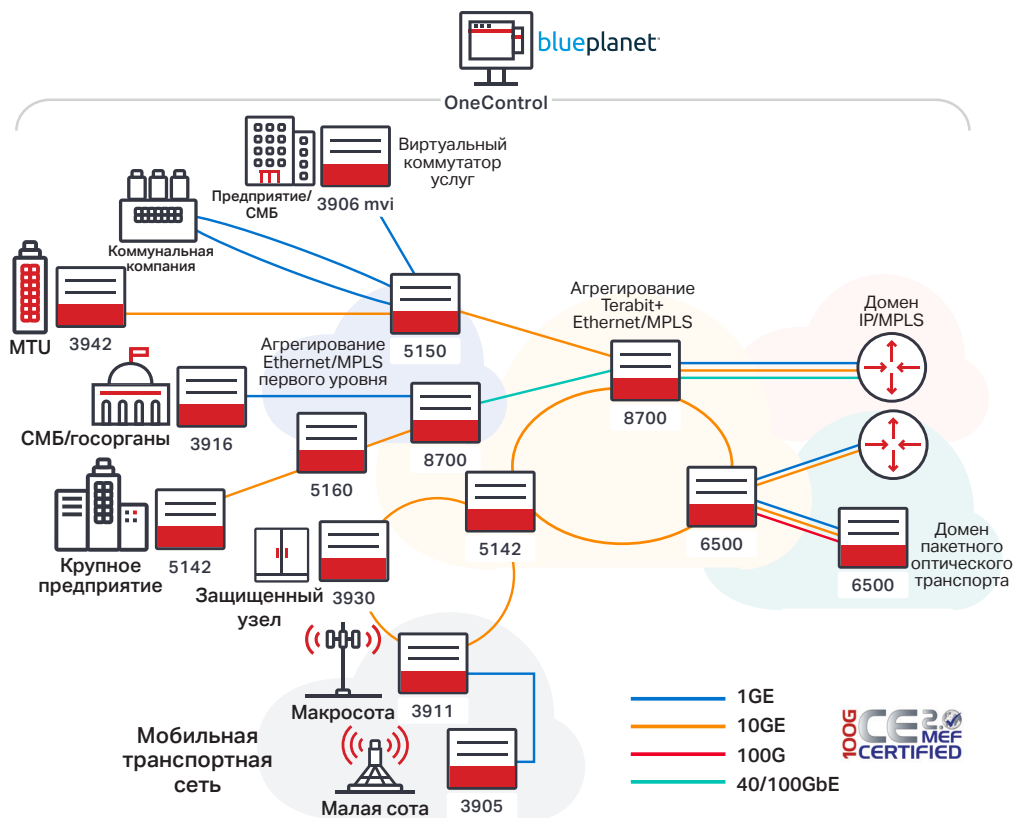 blueplanet
OneControl
Виртуальный
коммутатор
услуг
Предприятие/
СМБ
3906 mvi
Коммунальная
компания
MTU
3942
5150
Агрегирование
Terabit+
Ethernet/MPLS
Домен
IP/MPLS
Агрегирование
Ethernet/MPLS
первого уровня
8700
СМБ/госорганы
3916
8700
5160
Крупное
предприятие
5142
5142
6500
Домен
пакетного
оптического
транспорта
6500
Защищенный
узел
3930
Макросота
3911
Мобильная
транспортная
сеть
Малая сота
3905
1GE
10GE
100G
40/100GbE
100G
CE 2.0
MEF
CERTIFIED